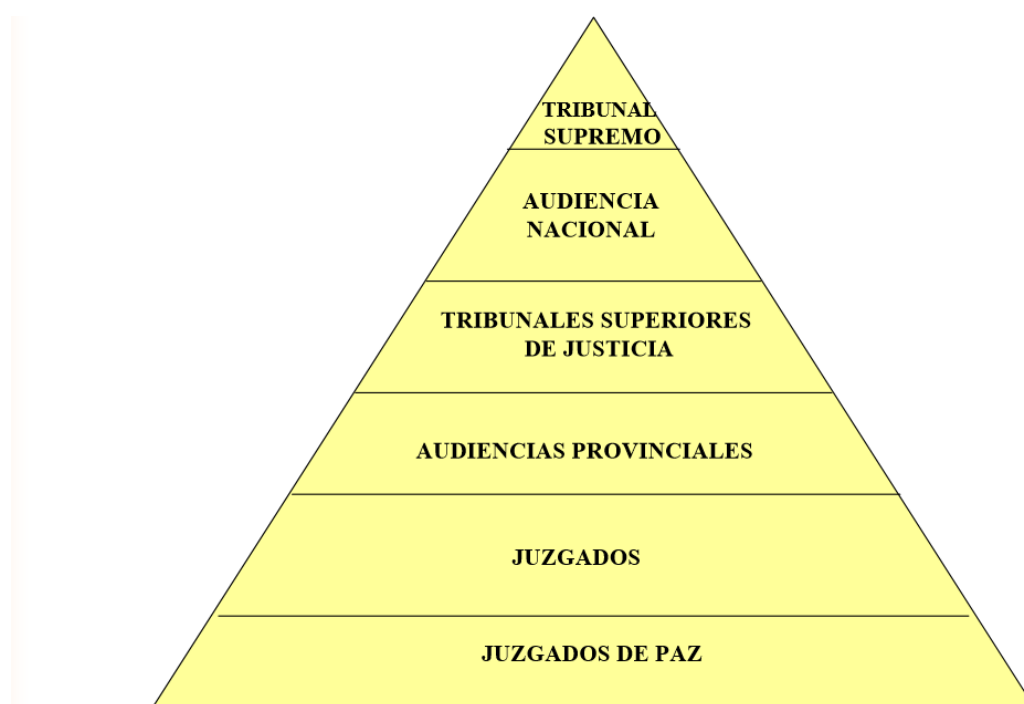 TRIBUNAL
SUPREMO
AUDIENCIA
NACIONAL
TRIBUNALES SUPERIORES
DE JUSTICIA
AUDIENCIAS PROVINCIALES
JUZGADOS
JUZGADOS DE PAZ